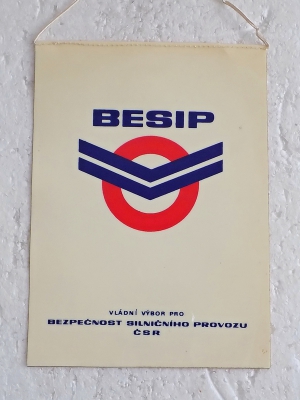 BESIP
VLÁDNÍ VÝBOR PRO
BEZPEČNOST SILNIČNÍHO PROVOZU
ČSR